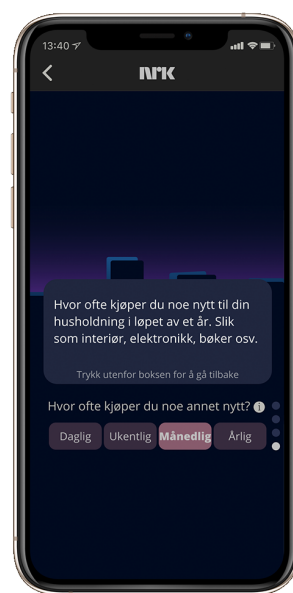 13:40
NRK
Hvor ofte kjøper du noe nytt til din
husholdning i løpet av et år. Slik
som interiør, elektronikk, bøker osv.
Trykk utenfor boksen for å gå tilbake
Hvor ofte kjøper du noe annet nytt? i
Daglig Ukentlig Månedlig Årlig